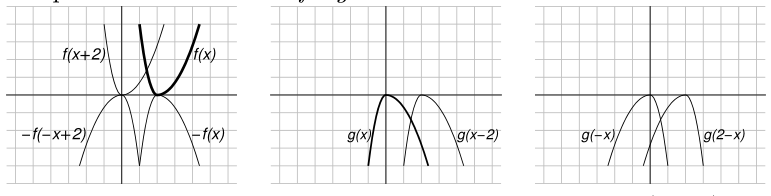 f(x+2)
f(x)
−f(−x+2)
−f(x)
g(x)
g(x−2)
g(−x)
g(2−x)